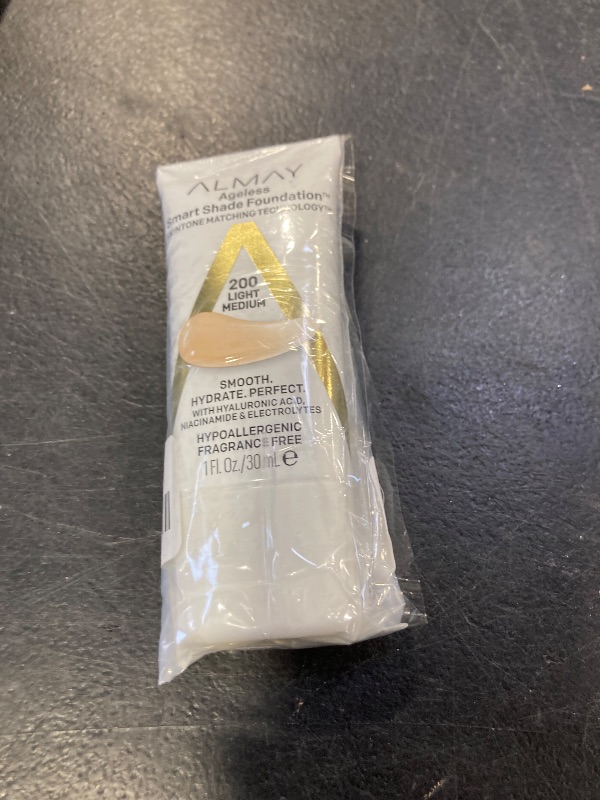 ALMAY
Ageless
Smart Shade Foundation™
SKINTONE MATCHING TECHNOLOGY™
200
LIGHT
MEDIUM
SMOOTH.
HYDRATE. PERFECT.
WITH HYALURONIC ACID,
NIACINAMIDE & ELECTROLYTES
HYPOALLERGENIC
FRAGRANCE FREE
1 Fl. Oz./30 mL ℮